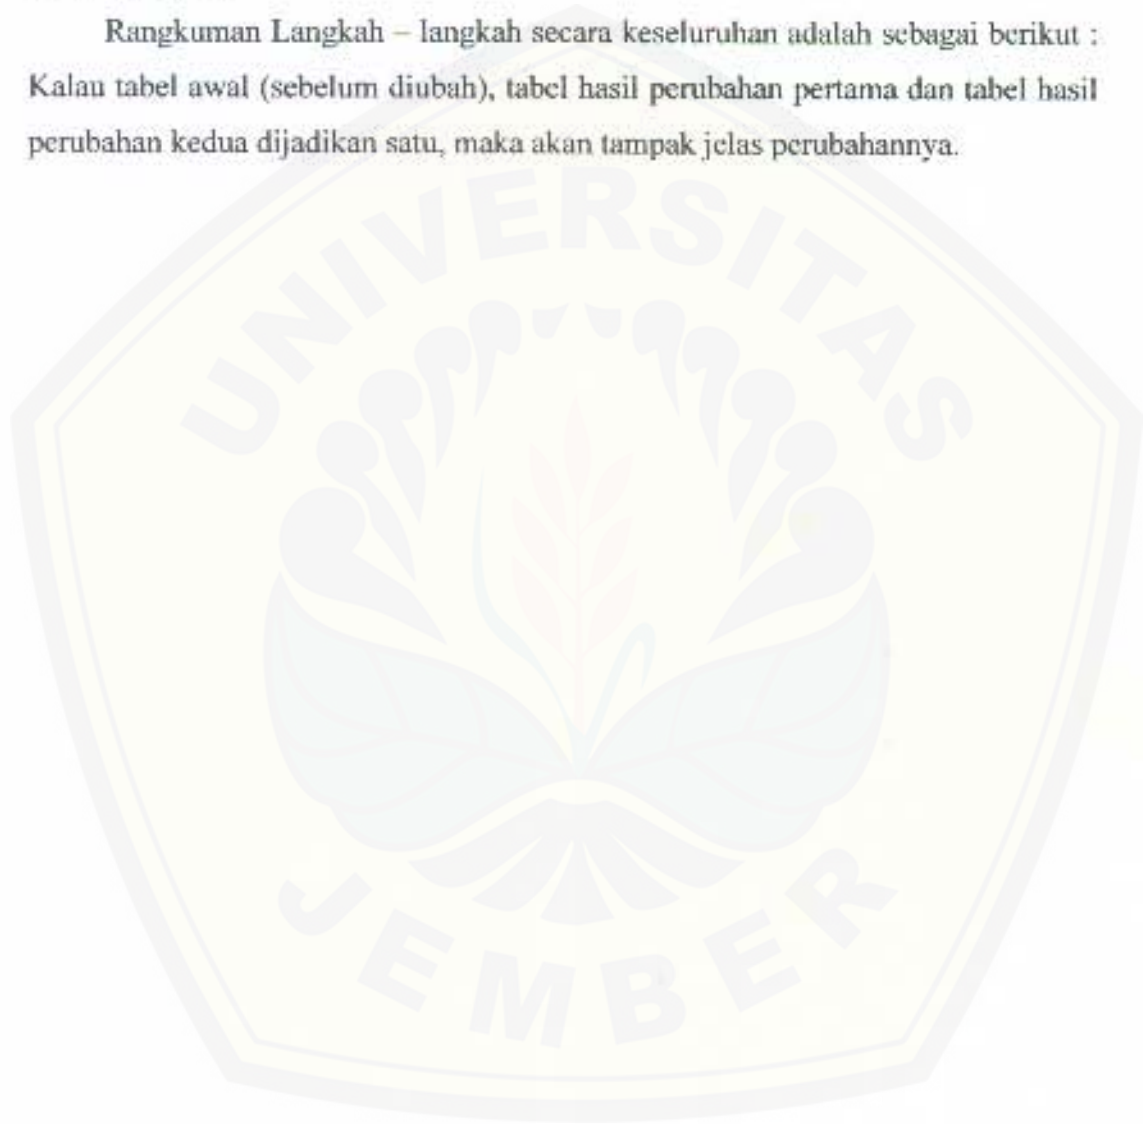 Rangkuman Langkah – langkah secara keseluruhan adalah sebagai berikut :
Kalau tabel awal (sebelum diubah), tabel hasil perubahan pertama dan tabel hasil
perubahan kedua dijadikan satu, maka akan tampak jelas perubahannya.
UNIVERSITAS
JEMBER